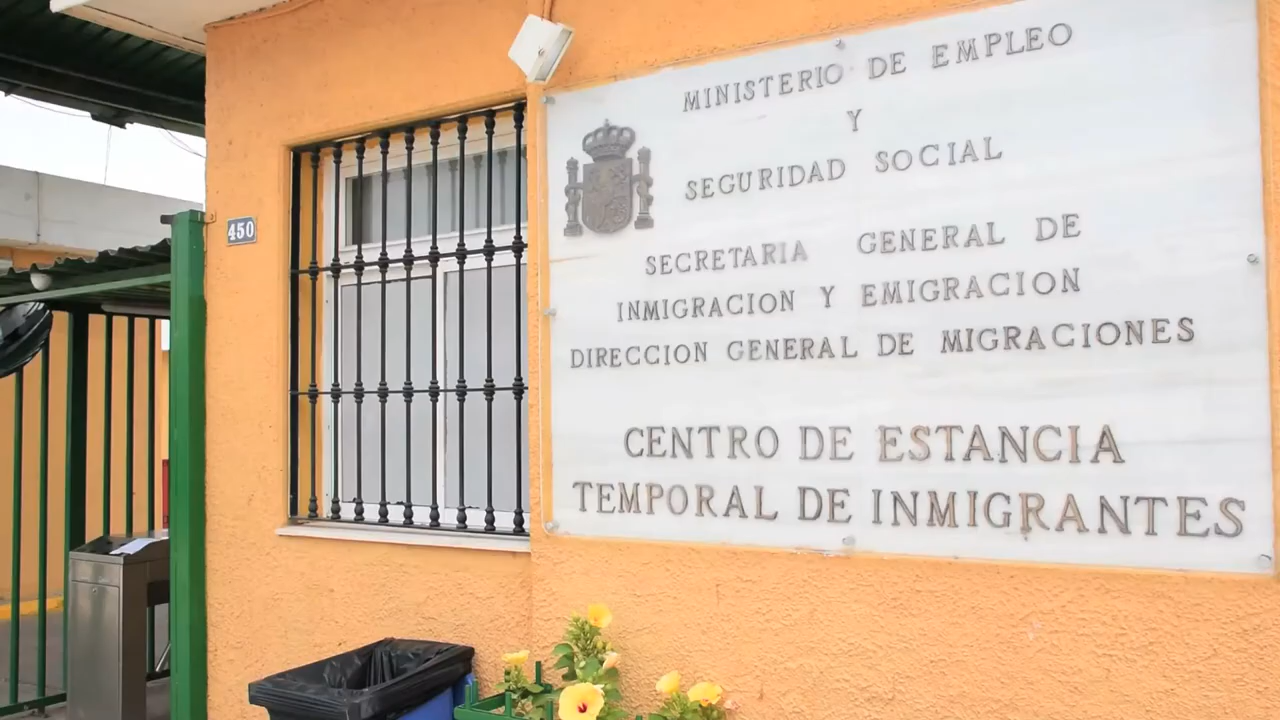 450
MINISTERIO DE EMPLEO
Y
SEGURIDAD SOCIAL
SECRETARIA GENERAL DE
INMIGRACION Y EMIGRACION
DIRECCION GENERAL DE MIGRACIONES
CENTRO DE ESTANCIA
TEMPORAL DE INMIGRANTES